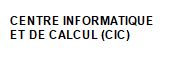 CENTRE INFORMATIQUE
ET DE CALCUL (CIC)